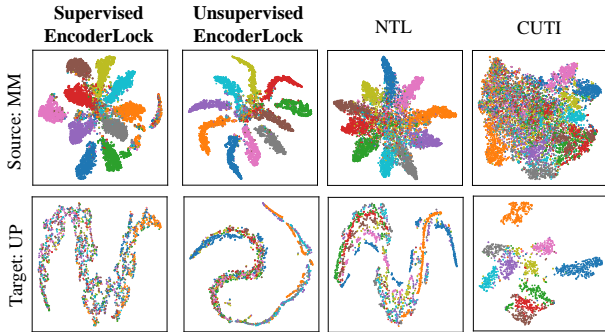 Supervised
EncoderLock
Unsupervised
EncoderLock
NTL
CUTI
Source: MM
Target: UP